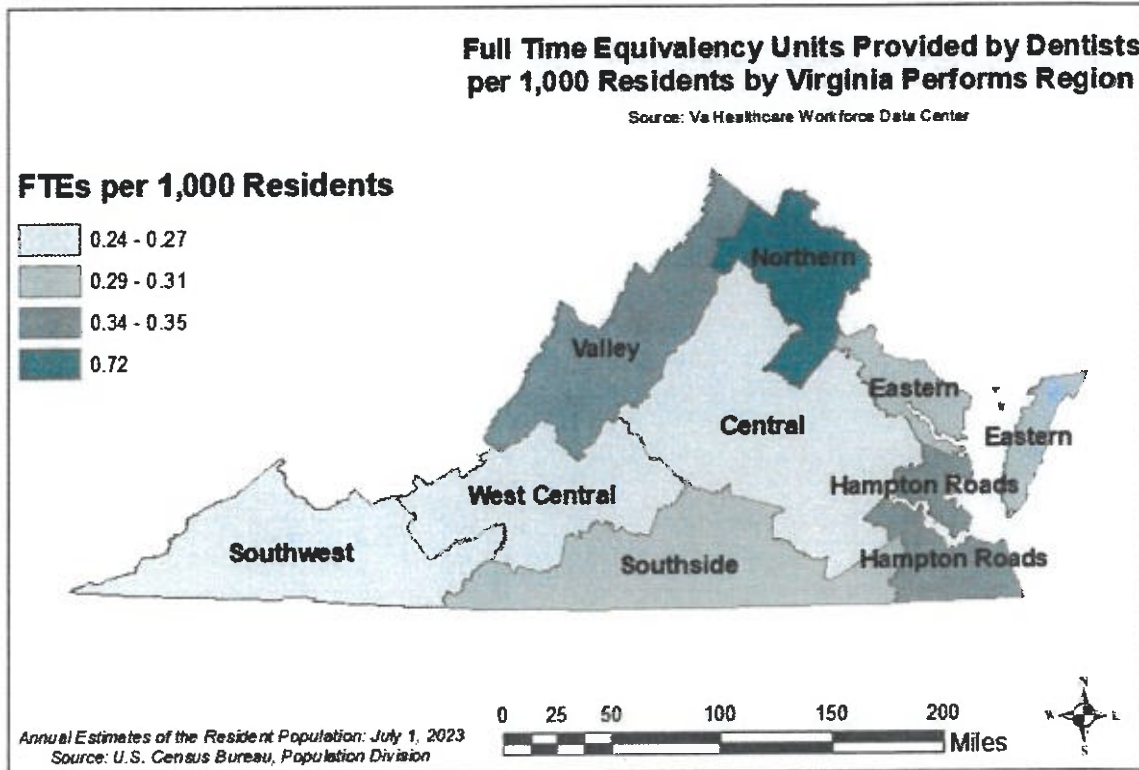 Full Time Equivalency Units Provided by Dentists
per 1,000 Residents by Virginia Performs Region
Source: Va Healthcare Workforce Data Center
FTEs per 1,000 Residents
0.24 - 0.27
0.29 - 0.31
0.34 - 0.35
0.72
Northern
Valley
Eastern
Central
Eastern
West Central
Hampton Roads
Southwest
Southside
Hampton Roads
N
W E
S
0 25 50 100 150 200
Miles
Annual Estimates of the Resident Population: July 1, 2023
Source: U.S. Census Bureau, Population Division